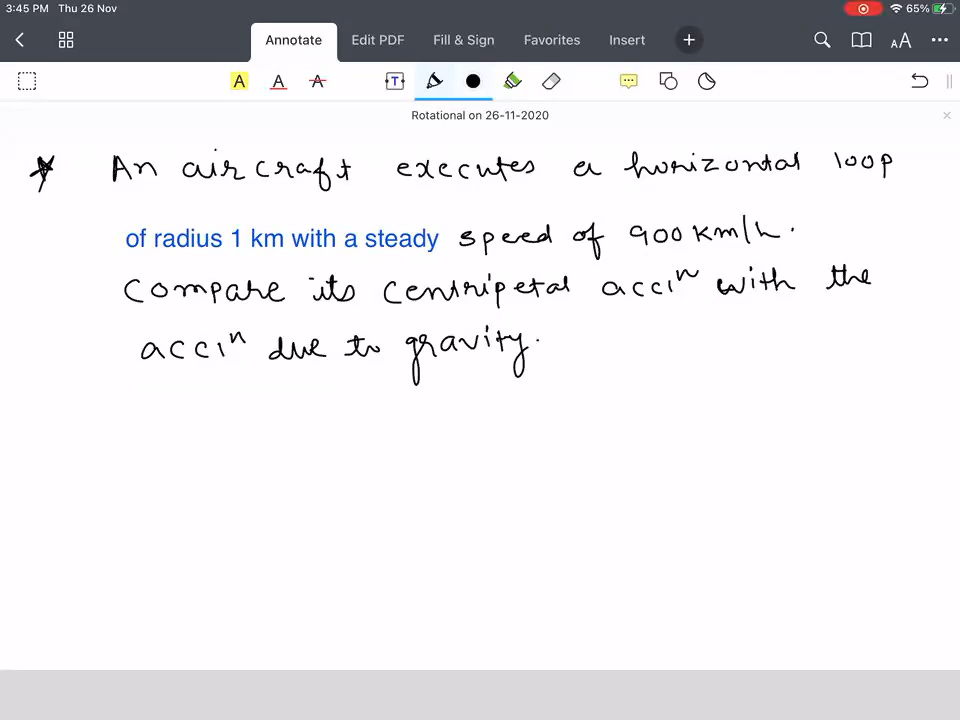 3:45 PM Thu 26 Nov 65%
Annotate Edit PDF Fill & Sign Favorites Insert
A A A T
Rotational on 26-11-2020
An aircraft executes a horizontal loop
of radius 1 km with a steady speed of 900 km/h.
Compare its centripetal acclⁿ with the
acclⁿ due to gravity.